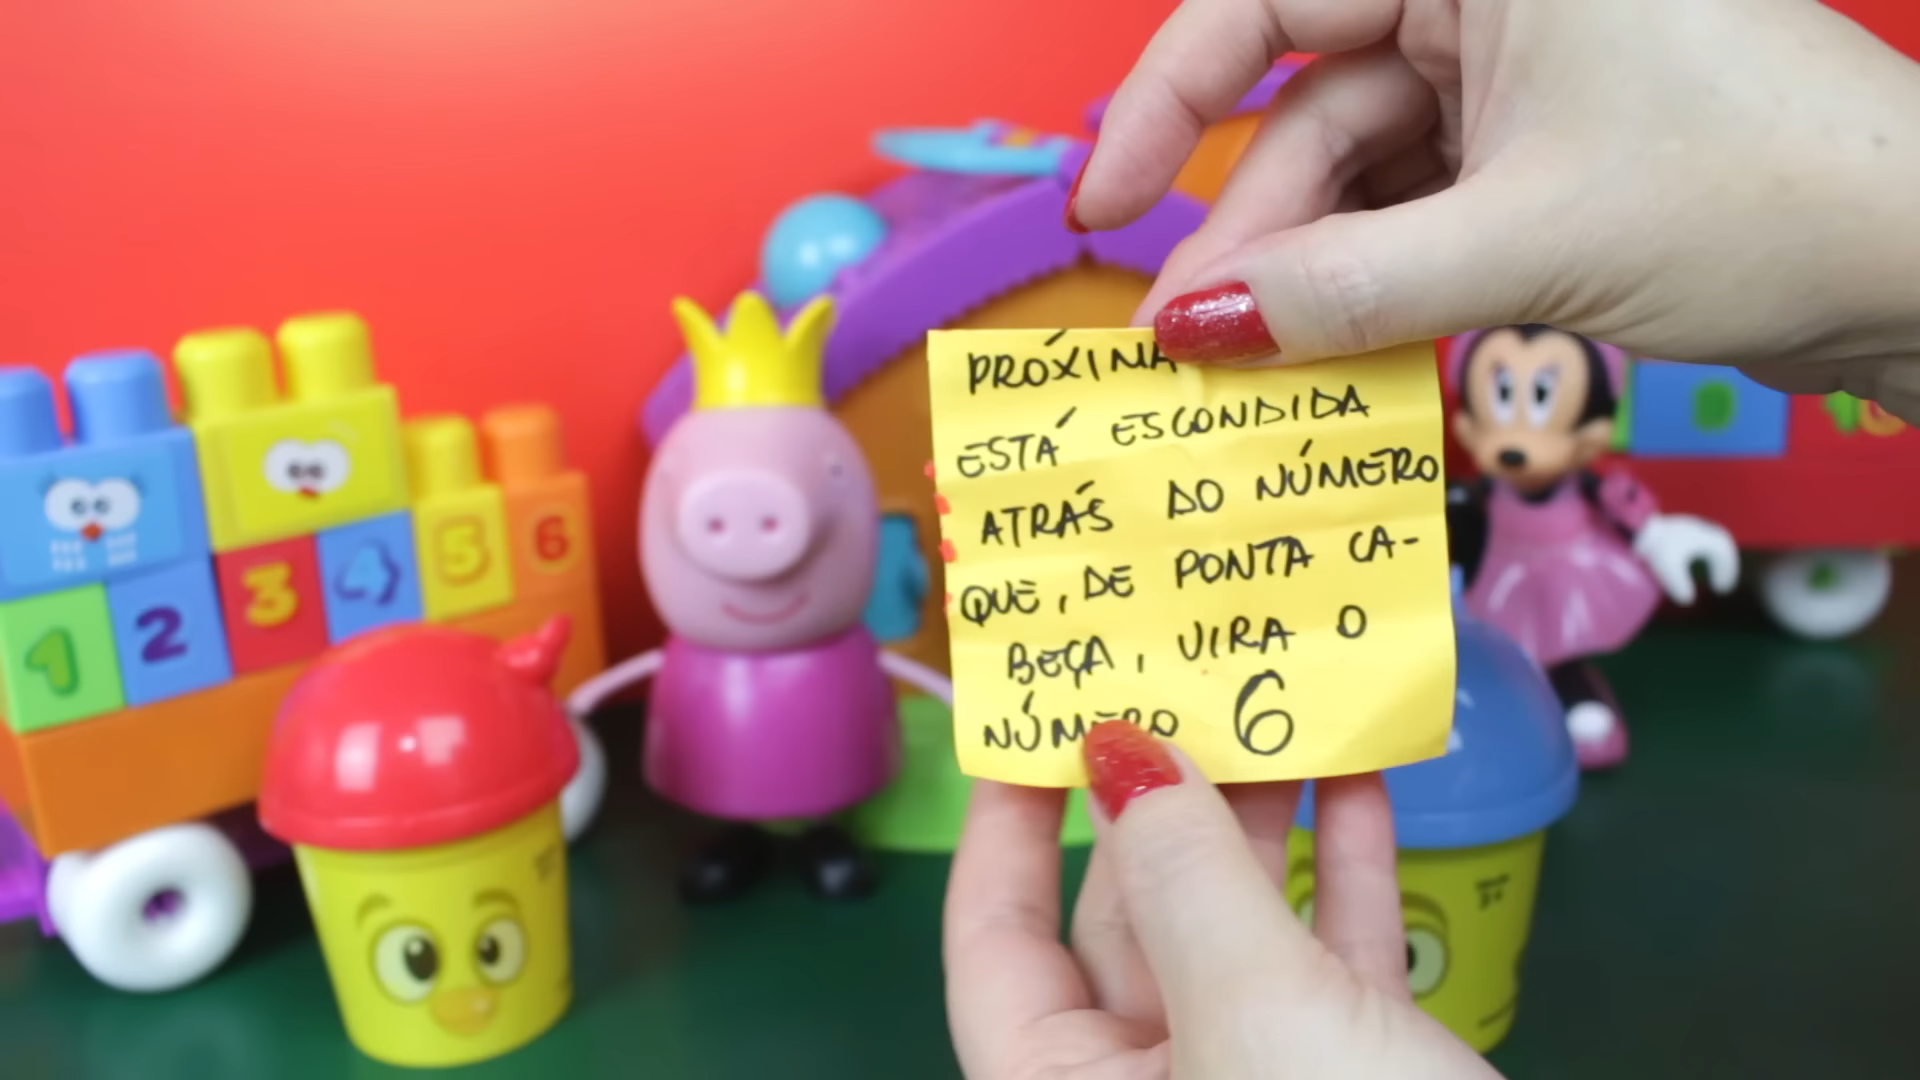 PRÓXIMA
ESTÁ ESCONDIDA
ATRÁS DO NÚMERO
QUE, DE PONTA CA-
BEÇA, VIRA O
NÚMERO 6
1 2 3 4 5 6